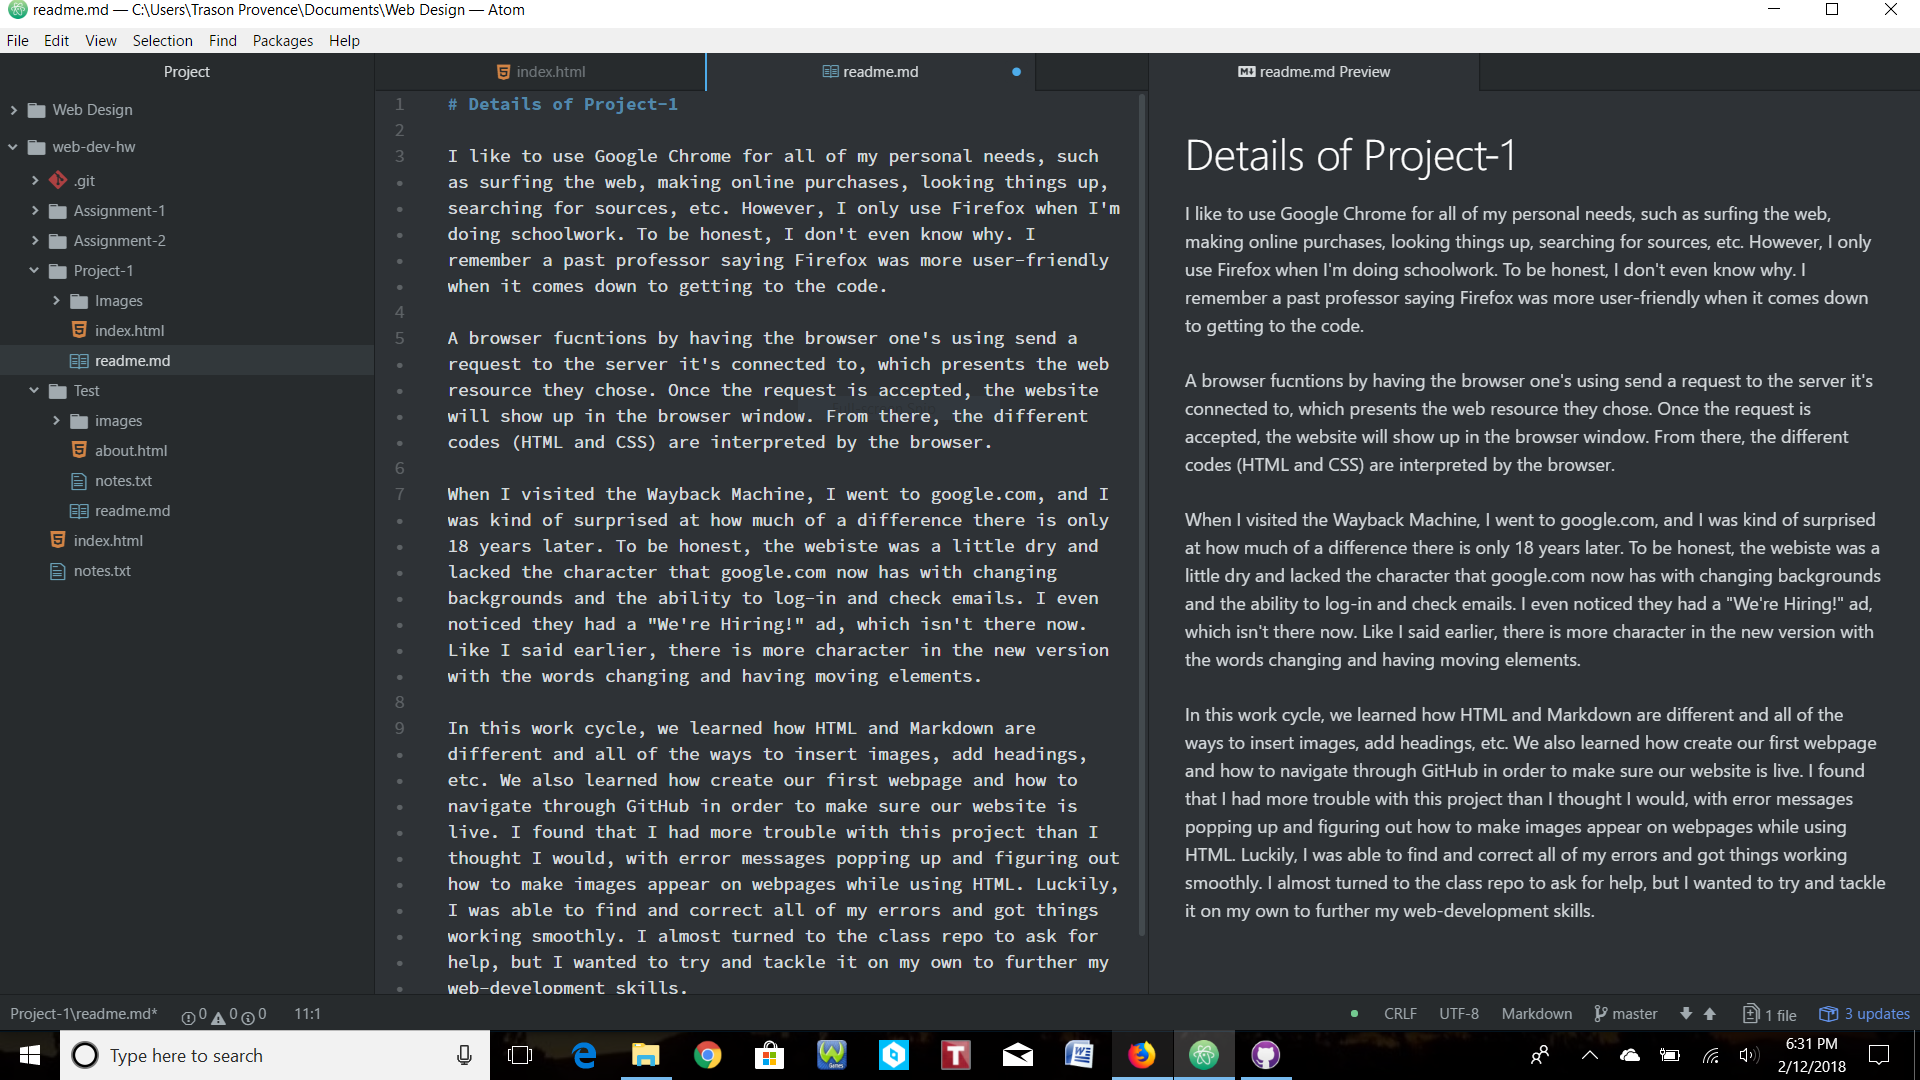 readme.md — C:\Users\Trason Provence\Documents\Web Design — Atom
File Edit View Selection Find Packages Help
Project
Web Design
web-dev-hw
.git
Assignment-1
Assignment-2
Project-1
Images
index.html
readme.md
Test
images
about.html
notes.txt
readme.md
index.html
notes.txt
index.html
readme.md
readme.md Preview
1 # Details of Project-1
2
3 I like to use Google Chrome for all of my personal needs, such
as surfing the web, making online purchases, looking things up,
searching for sources, etc. However, I only use Firefox when I'm
doing schoolwork. To be honest, I don't even know why. I
remember a past professor saying Firefox was more user-friendly
when it comes down to getting to the code.
4
5 A browser fucntions by having the browser one's using send a
request to the server it's connected to, which presents the web
resource they chose. Once the request is accepted, the website
will show up in the browser window. From there, the different
codes (HTML and CSS) are interpreted by the browser.
6
7 When I visited the Wayback Machine, I went to google.com, and I
was kind of surprised at how much of a difference there is only
18 years later. To be honest, the webiste was a little dry and
lacked the character that google.com now has with changing
backgrounds and the ability to log-in and check emails. I even
noticed they had a "We're Hiring!" ad, which isn't there now.
Like I said earlier, there is more character in the new version
with the words changing and having moving elements.
8
9 In this work cycle, we learned how HTML and Markdown are
different and all of the ways to insert images, add headings,
etc. We also learned how create our first webpage and how to
navigate through GitHub in order to make sure our website is
live. I found that I had more trouble with this project than I
thought I would, with error messages popping up and figuring out
how to make images appear on webpages while using HTML. Luckily,
I was able to find and correct all of my errors and got things
working smoothly. I almost turned to the class repo to ask for
help, but I wanted to try and tackle it on my own to further my
web-development skills.
Details of Project-1
I like to use Google Chrome for all of my personal needs, such as surfing the web,
making online purchases, looking things up, searching for sources, etc. However, I only
use Firefox when I'm doing schoolwork. To be honest, I don't even know why. I
remember a past professor saying Firefox was more user-friendly when it comes down
to getting to the code.
A browser fucntions by having the browser one's using send a request to the server it's
connected to, which presents the web resource they chose. Once the request is
accepted, the website will show up in the browser window. From there, the different
codes (HTML and CSS) are interpreted by the browser.
When I visited the Wayback Machine, I went to google.com, and I was kind of surprised
at how much of a difference there is only 18 years later. To be honest, the webiste was a
little dry and lacked the character that google.com now has with changing backgrounds
and the ability to log-in and check emails. I even noticed they had a "We're Hiring!" ad,
which isn't there now. Like I said earlier, there is more character in the new version with
the words changing and having moving elements.
In this work cycle, we learned how HTML and Markdown are different and all of the
ways to insert images, add headings, etc. We also learned how create our first webpage
and how to navigate through GitHub in order to make sure our website is live. I found
that I had more trouble with this project than I thought I would, with error messages
popping up and figuring out how to make images appear on webpages while using
HTML. Luckily, I was able to find and correct all of my errors and got things working
smoothly. I almost turned to the class repo to ask for help, but I wanted to try and tackle
it on my own to further my web-development skills.
Project-1\readme.md* 0 0 0 11:1
CRLF UTF-8 Markdown master 1 file 3 updates
Type here to search
6:31 PM
2/12/2018